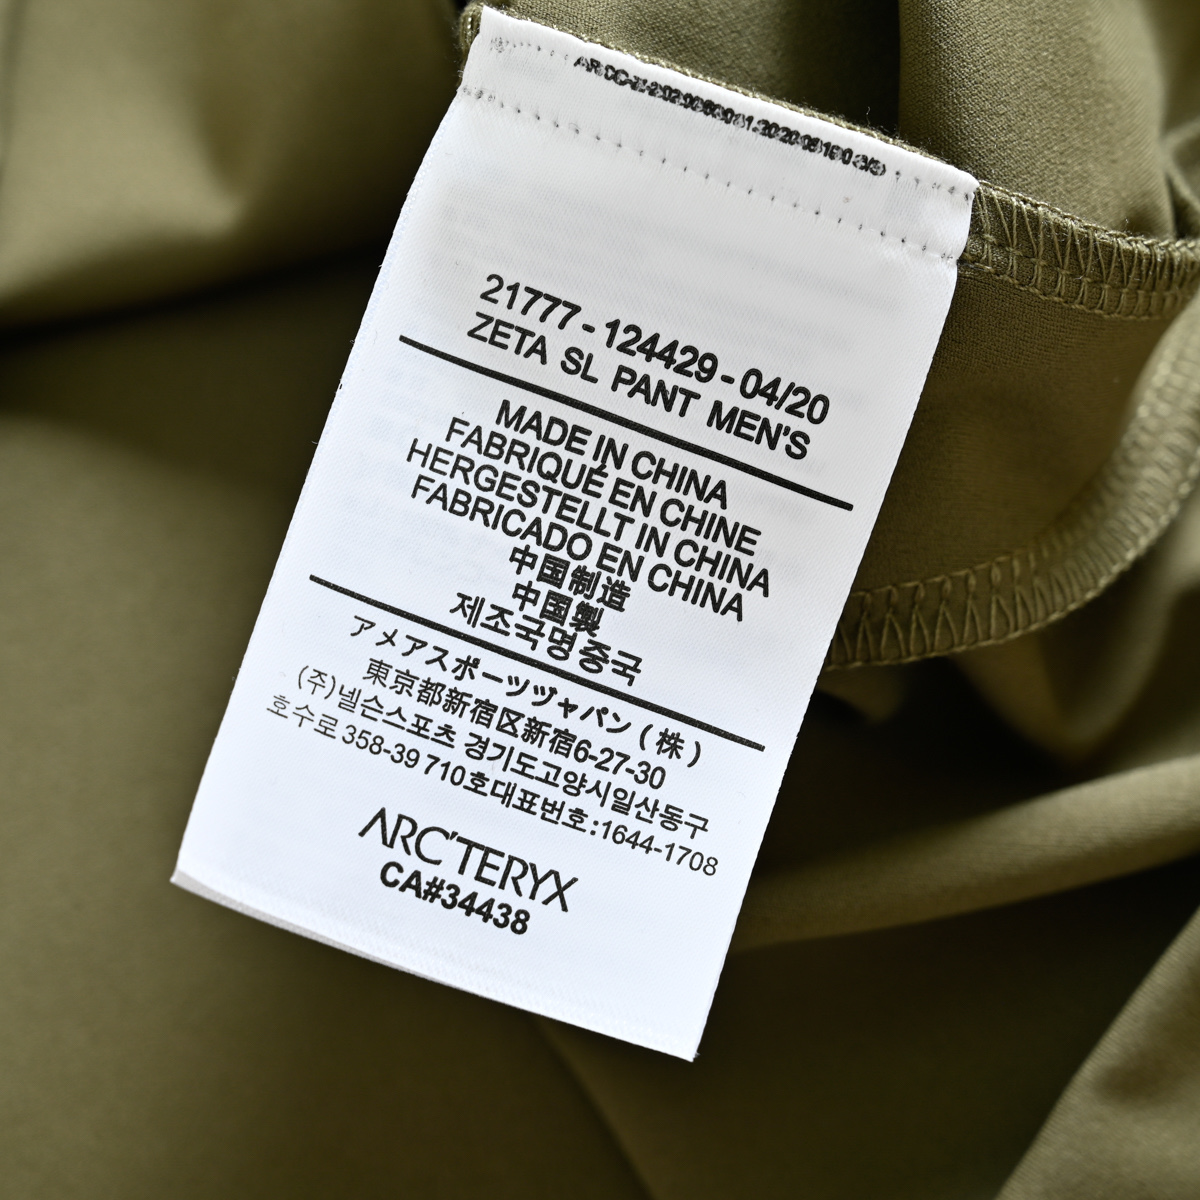 21777 - 124429 - 04/20
ZETA SL PANT MEN'S
MADE IN CHINA
FABRIQUÉ EN CHINE
HERGESTELLT IN CHINA
FABRICADO EN CHINA
中国制造
中国製
제조국명중국
アメアスポーツヅャパン (株)
東京都新宿区新宿6-27-30
(주)넬슨스포츠 경기도고양시일산동구
호수로 358-39 710호대표번호:1644-1708
ARC'TERYX
CA#34438